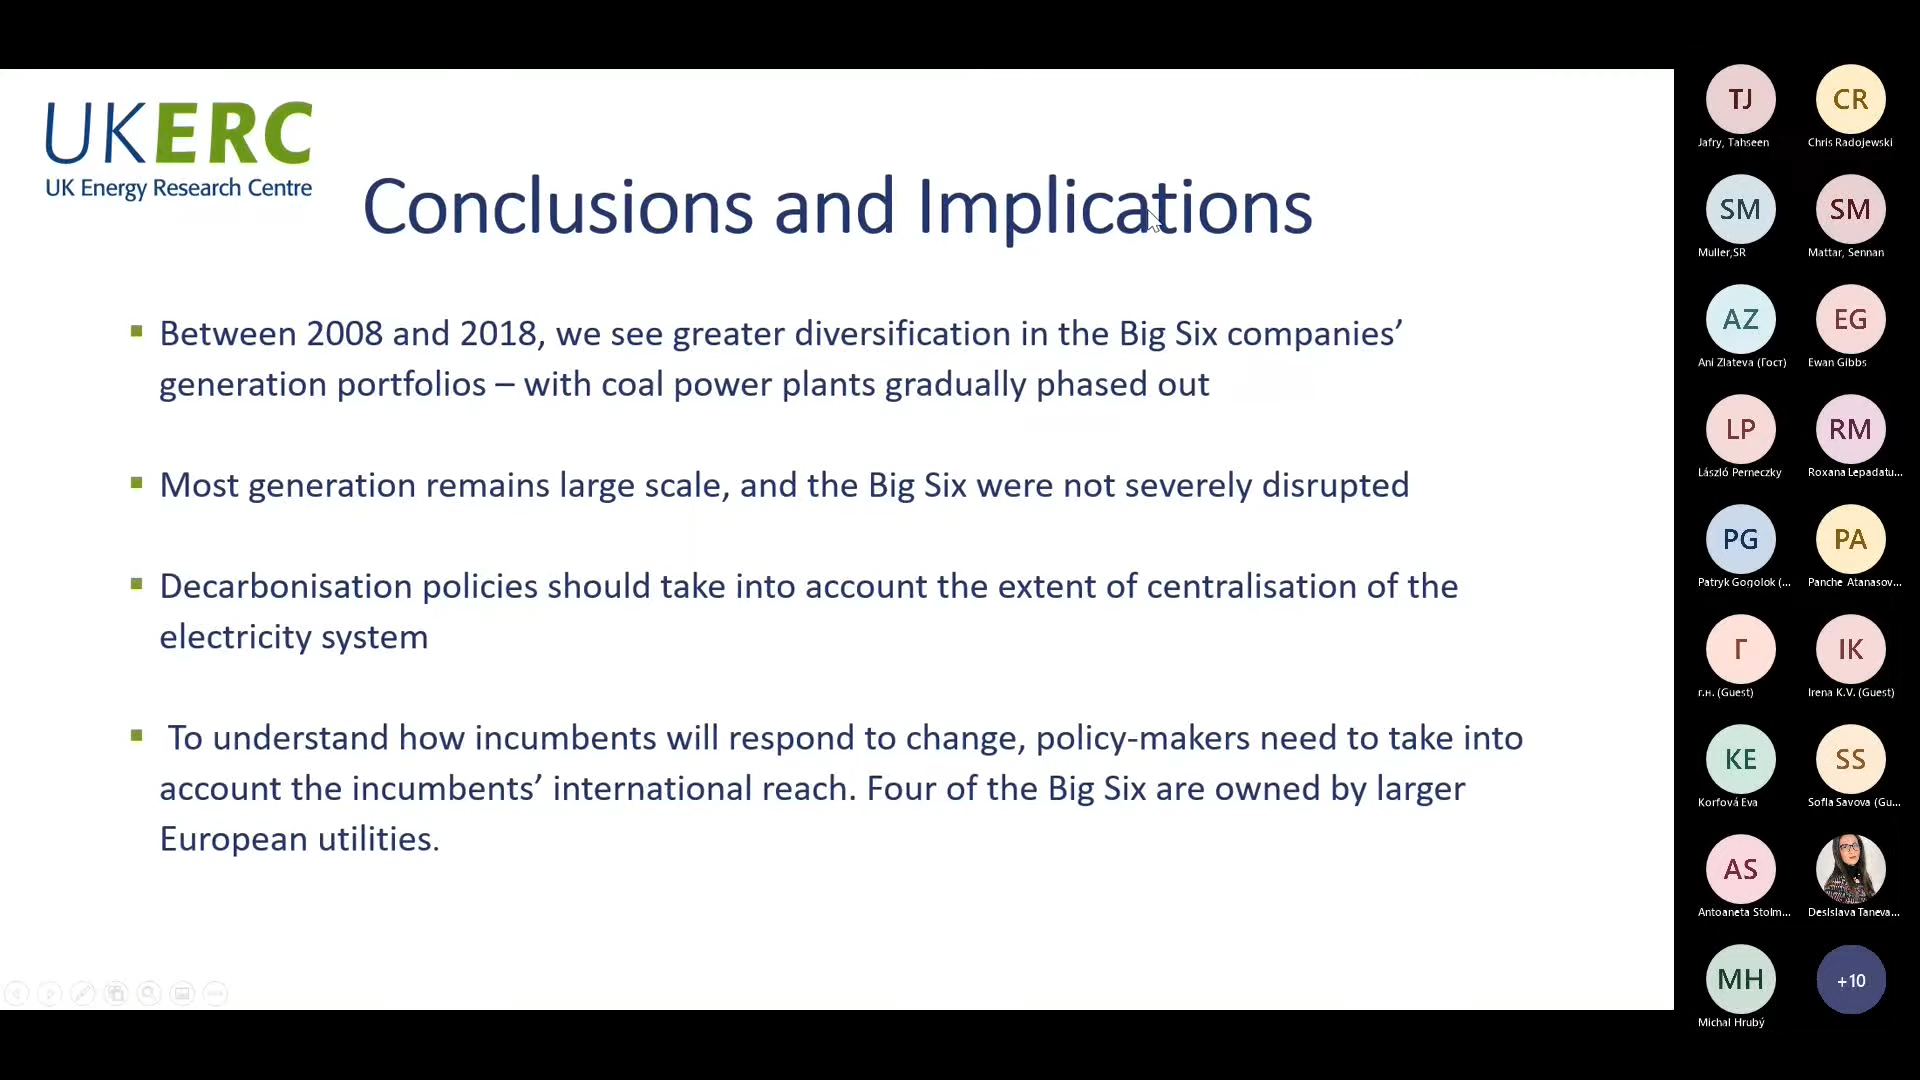 UKERC
UK Energy Research Centre
Conclusions and Implications
Between 2008 and 2018, we see greater diversification in the Big Six companies’
generation portfolios – with coal power plants gradually phased out
Most generation remains large scale, and the Big Six were not severely disrupted
Decarbonisation policies should take into account the extent of centralisation of the
electricity system
To understand how incumbents will respond to change, policy-makers need to take into
account the incumbents’ international reach. Four of the Big Six are owned by larger
European utilities.
TJ
Jafry, Tahseen
CR
Chris Radojewski
SM
Muller,SR
SM
Mattar, Sennan
AZ
Ani Zlateva (Гост)
EG
Ewan Gibbs
LP
László Perneczky
RM
Roxana Lepadatu...
PG
Patryk Gogolok (...
PA
Panche Atanasov...
Г
г.н. (Guest)
IK
Irena K.V. (Guest)
KE
Korfová Eva
SS
Sofia Savova (Gu...
AS
Antoaneta Stoim...
Desislava Taneva...
MH
Michal Hrubý
+10